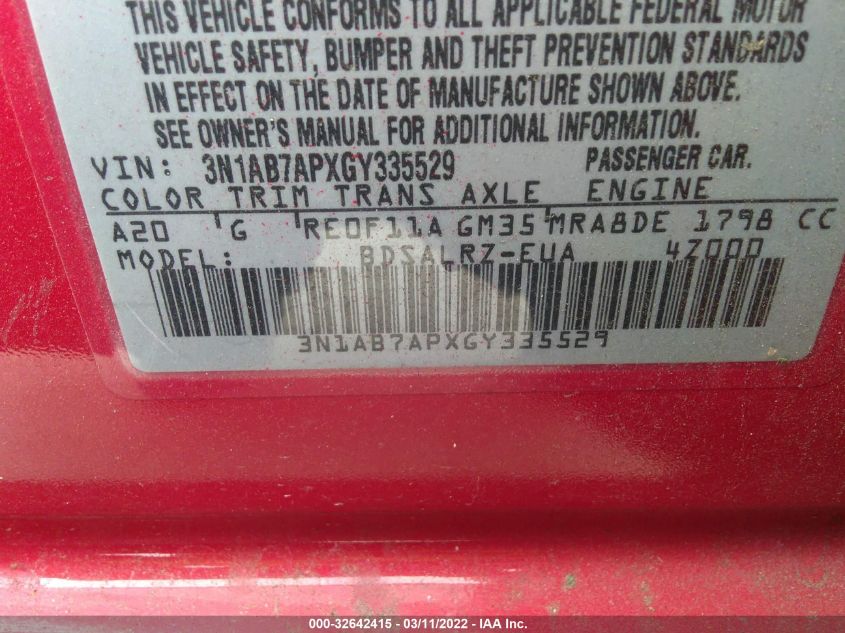 THIS VEHICLE CONFORMS TO ALL APPLICABLE FEDERAL MOTOR
VEHICLE SAFETY, BUMPER AND THEFT PREVENTION STANDARDS
IN EFFECT ON THE DATE OF MANUFACTURE SHOWN ABOVE.
SEE OWNER'S MANUAL FOR ADDITIONAL INFORMATION.
VIN: 3N1AB7APXGY335529 PASSENGER CAR.
COLOR TRIM TRANS AXLE ENGINE
A20 G RE0F11A GM35 MRA8DE 1798 CC
MODEL: BDSALRZ-EUA 4Z000
3N1AB7APXGY335529
000-32642415 - 03/11/2022 - IAA Inc.